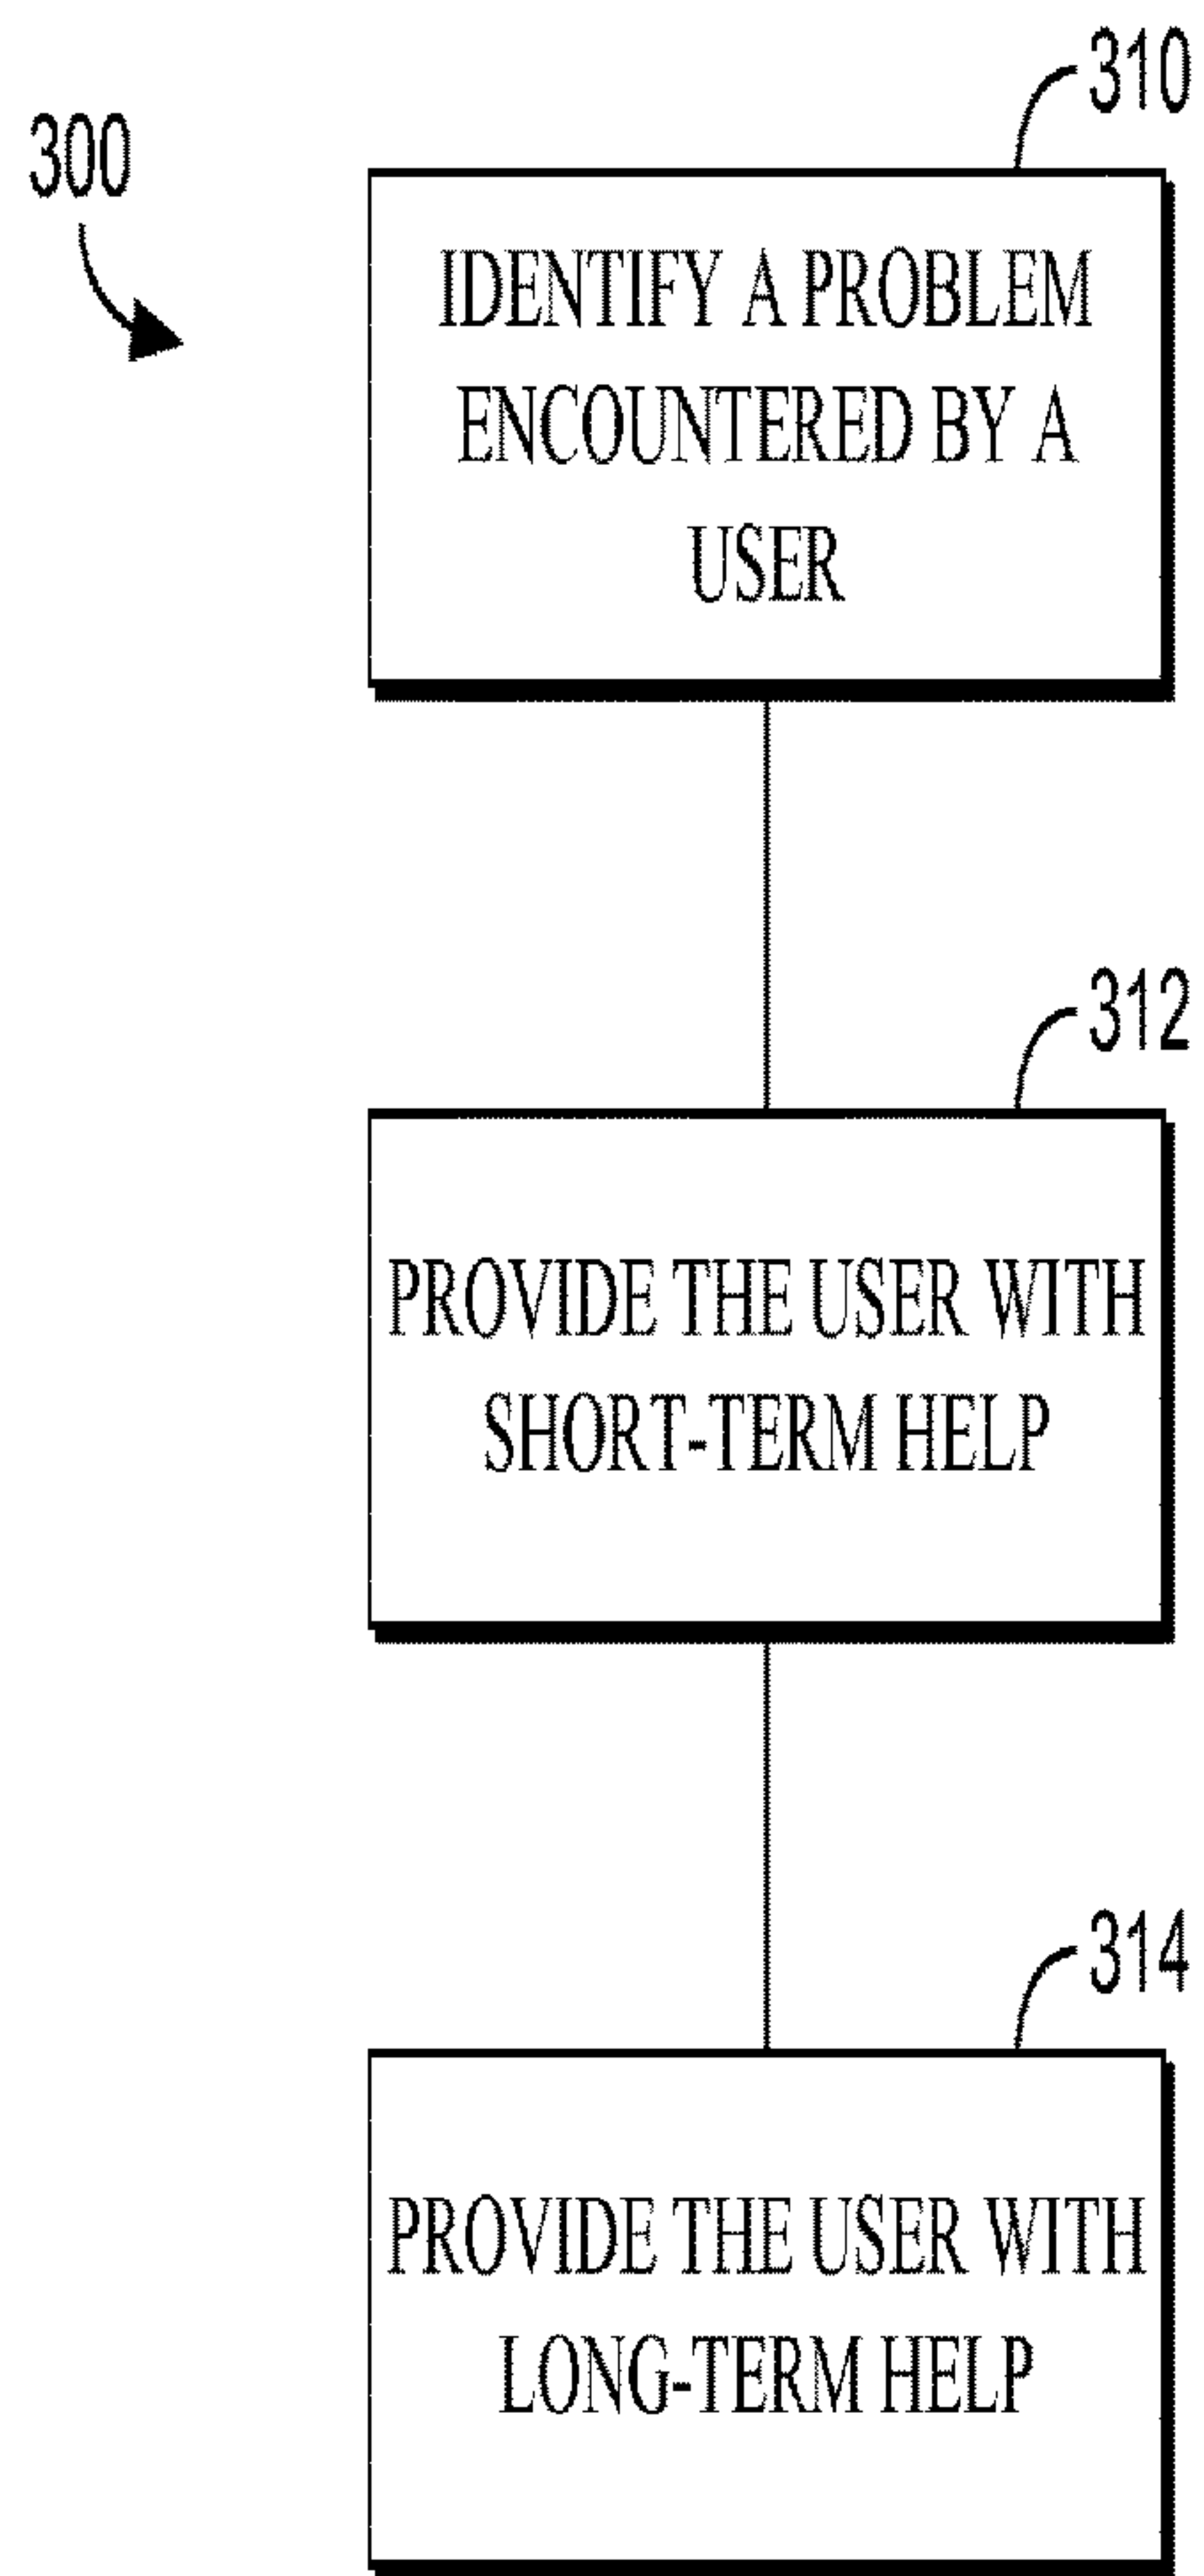 310
300
IDENTIFY A PROBLEM
ENCOUNTERED BY A
USER
312
PROVIDE THE USER WITH
SHORT-TERM HELP
314
PROVIDE THE USER WITH
LONG-TERM HELP